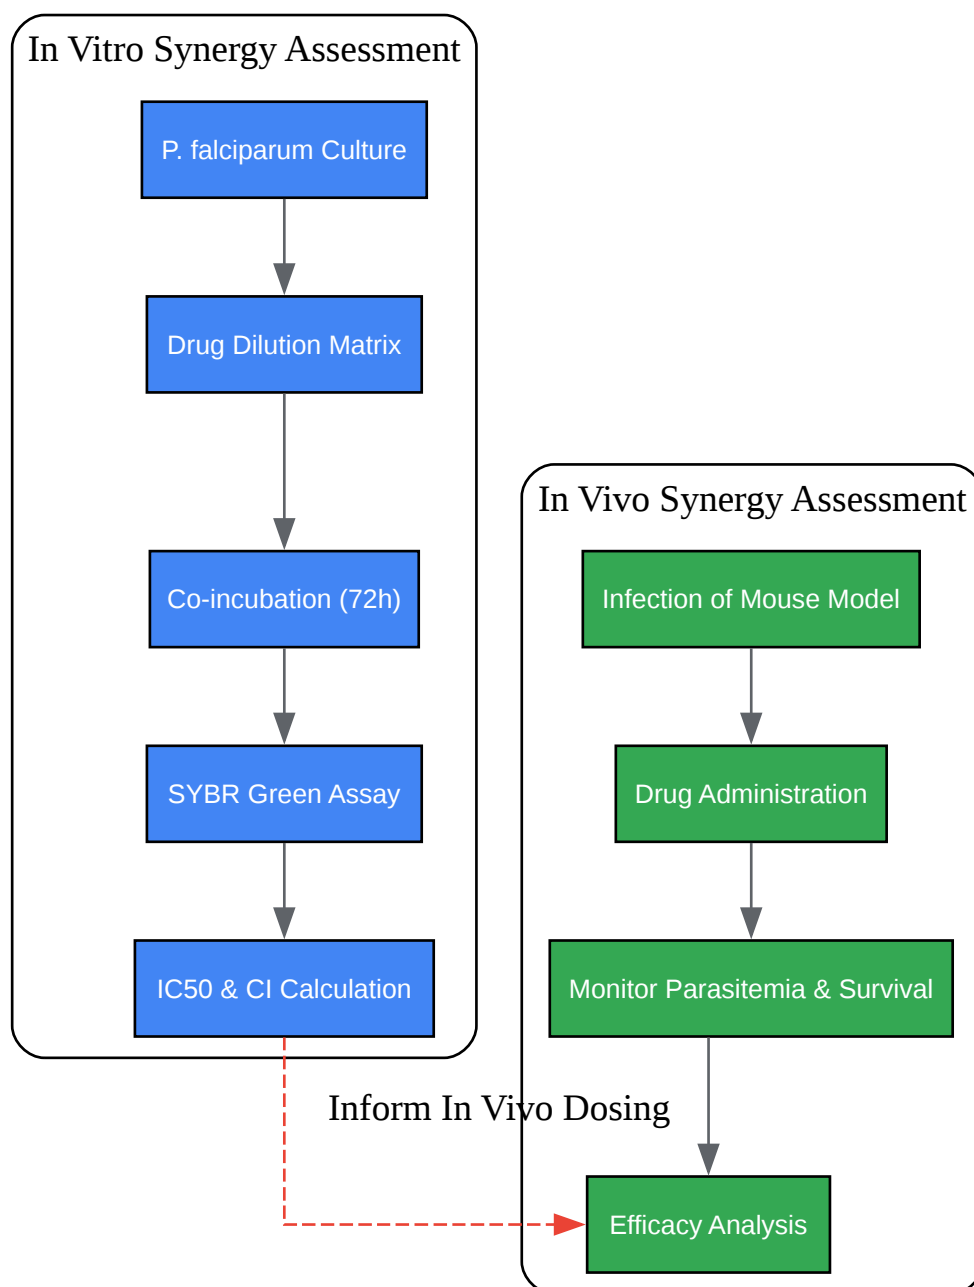 In Vitro Synergy Assessment
P. falciparum Culture
Drug Dilution Matrix
Co-incubation (72h)
SYBR Green Assay
IC50 & CI Calculation
Inform In Vivo Dosing
In Vivo Synergy Assessment
Infection of Mouse Model
Drug Administration
Monitor Parasitemia & Survival
Efficacy Analysis